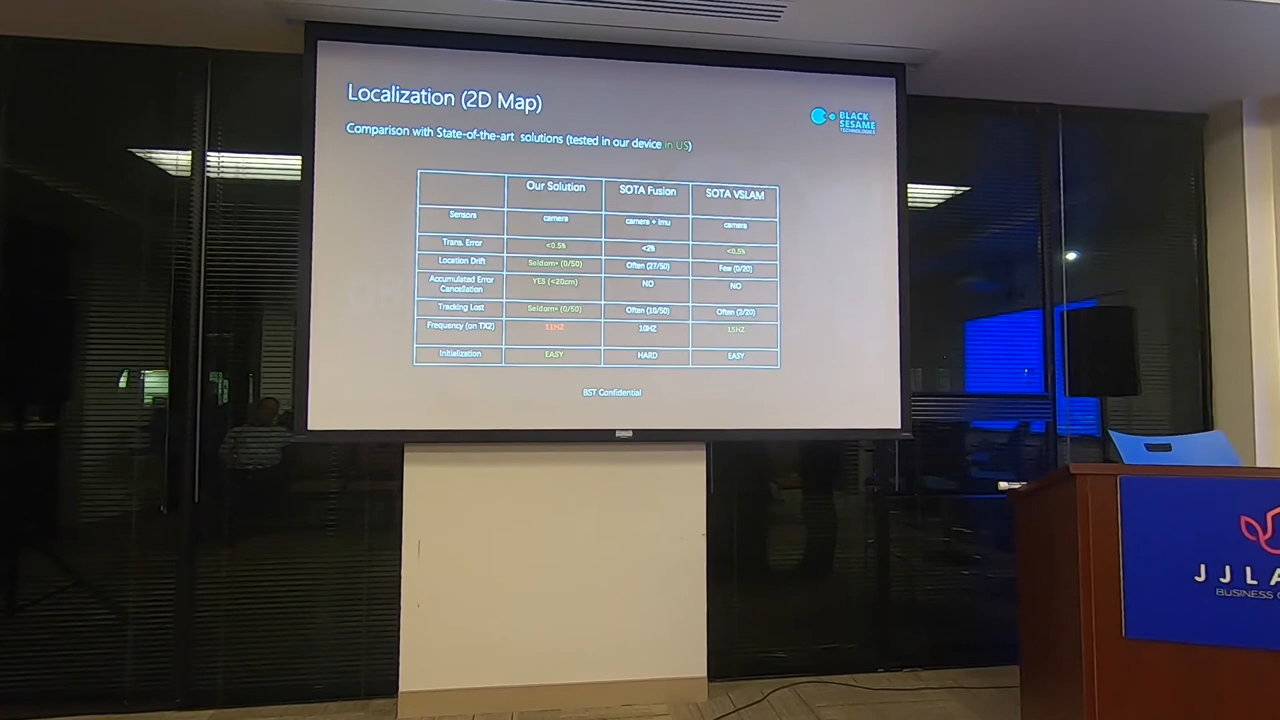 Localization (2D Map)
BLACK
SESAME
TECHNOLOGIES
Comparison with State-of-the-art solutions (tested in our device in US)
Our Solution SOTA Fusion SOTA VSLAM
Sensors camera camera + imu camera
Trans. Error <0.5% <2% <0.5%
Location Drift Seldom* (0/50) Often (27/50) Few (0/20)
Accumulated Error Cancellation YES (<20cm) NO NO
Tracking Lost Seldom* (0/50) Often (10/50) Often (2/20)
Frequency (on TX2) 11HZ 10HZ 15HZ
Initialization EASY HARD EASY
BST Confidential
JJLA
BUSINESS